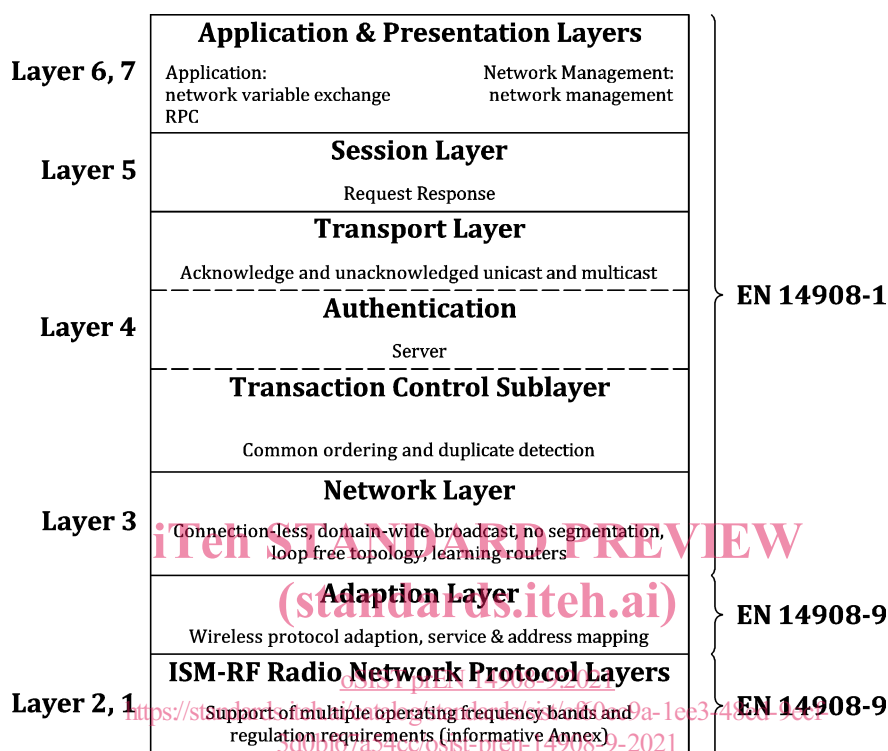 Application & Presentation Layers
Layer 6, 7
Application:
network variable exchange
RPC
Network Management:
network management
Session Layer
Layer 5
Request Response
Transport Layer
Acknowledge and unacknowledged unicast and multicast
Authentication
Layer 4
Server
Transaction Control Sublayer
Common ordering and duplicate detection
EN 14908-1
Network Layer
Layer 3
Connection-less, domain-wide broadcast, no segmentation,
loop free topology, learning routers
iTeh STANDARD PREVIEW
(standards.iteh.ai)
Adaption Layer
Wireless protocol adaption, service & address mapping
EN 14908-9
ISM-RF Radio Network Protocol Layers
oSIST prEN 14908-9:2021
Layer 2, 1
Support of multiple operating frequency bands and
regulation requirements (informative Annex)
EN 14908-9